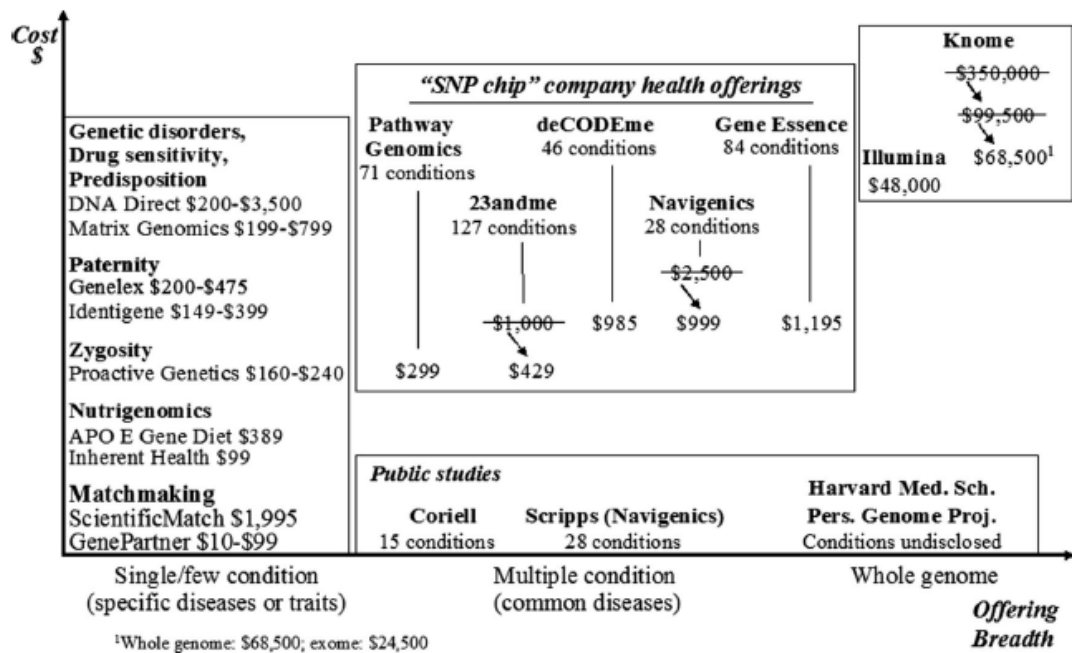 Cost
$
Genetic disorders,
Drug sensitivity,
Predisposition
DNA Direct $200-$3,500
Matrix Genomics $199-$799
Paternity
Genelex $200-$475
Identigene $149-$399
Zygosity
Proactive Genetics $160-$240
Nutrigenomics
APO E Gene Diet $389
Inherent Health $99
Matchmaking
ScientificMatch $1,995
GenePartner $10-$99
“SNP chip” company health offerings
Pathway
Genomics
71 conditions
$299
23andme
127 conditions
$1,000
$429
deCODEme
46 conditions
$985
Navigenics
28 conditions
$2,500
$999
Gene Essence
84 conditions
$1,195
Knome
$350,000
$99,500
$68,500¹
Illumina
$48,000
Public studies
Coriell
15 conditions
Scripps (Navigenics)
28 conditions
Harvard Med. Sch.
Pers. Genome Proj.
Conditions undisclosed
Single/few condition
(specific diseases or traits)
Multiple condition
(common diseases)
Whole genome
Offering
Breadth
¹Whole genome: $68,500; exome: $24,500